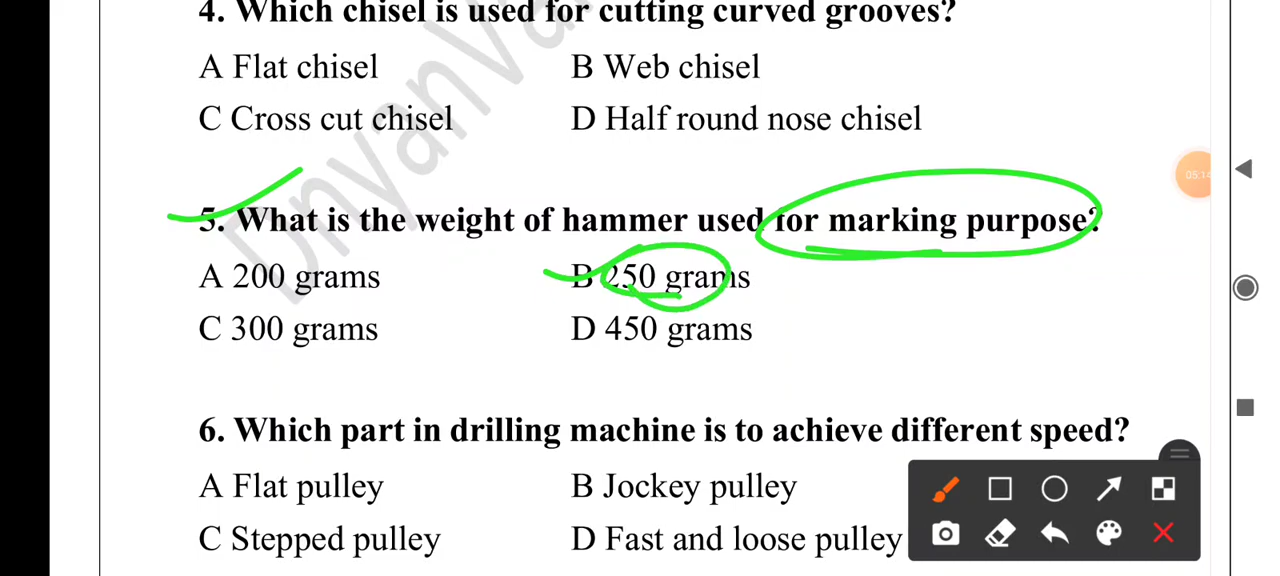 4. Which chisel is used for cutting curved grooves?
A Flat chisel B Web chisel
C Cross cut chisel D Half round nose chisel
5. What is the weight of hammer used for marking purpose?
A 200 grams B 250 grams
C 300 grams D 450 grams
6. Which part in drilling machine is to achieve different speed?
A Flat pulley B Jockey pulley
C Stepped pulley D Fast and loose pulley